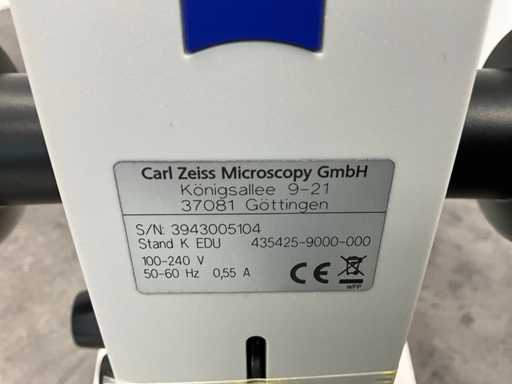 Carl Zeiss Microscopy GmbH
Königsallee 9-21
37081 Göttingen
S/N: 3943005104
Stand K EDU 435425-9000-000
100-240 V
50-60 Hz 0,55 A
CE
WPP